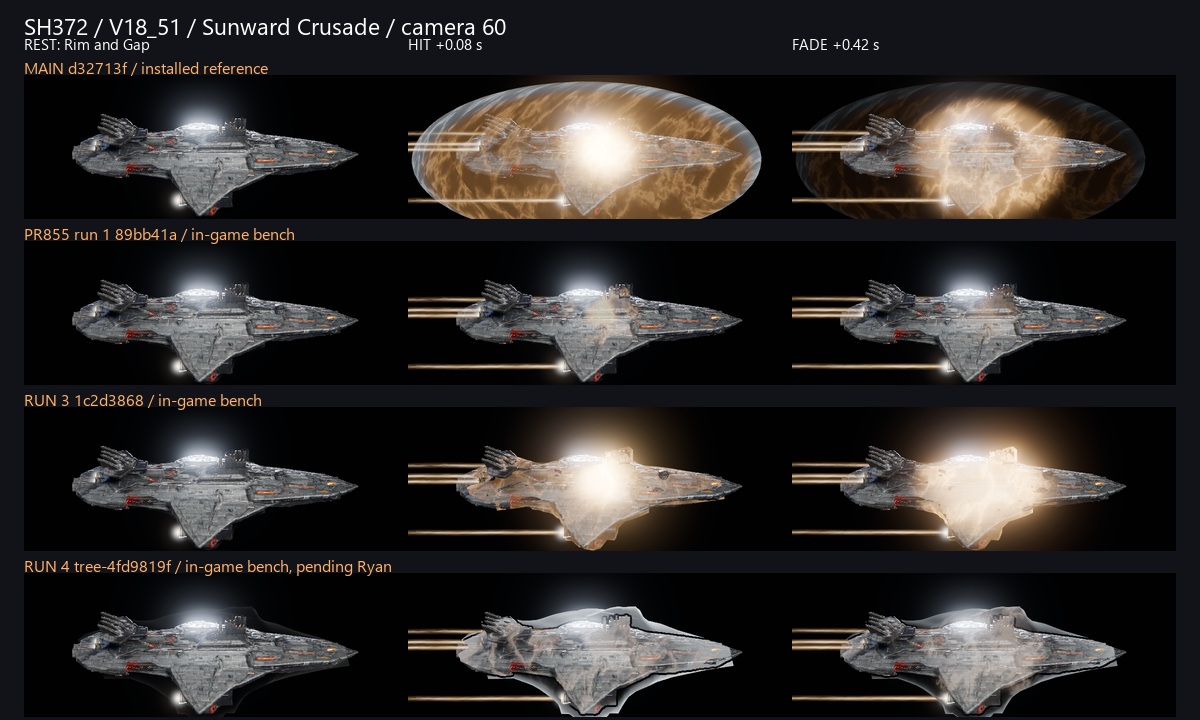 SH372 / V18_51 / Sunward Crusade / camera 60
REST: Rim and Gap
HIT +0.08 s
FADE +0.42 s
MAIN d32713f / installed reference
PR855 run 1 89bb41a / in-game bench
RUN 3 1c2d3868 / in-game bench
RUN 4 tree-4fd9819f / in-game bench, pending Ryan